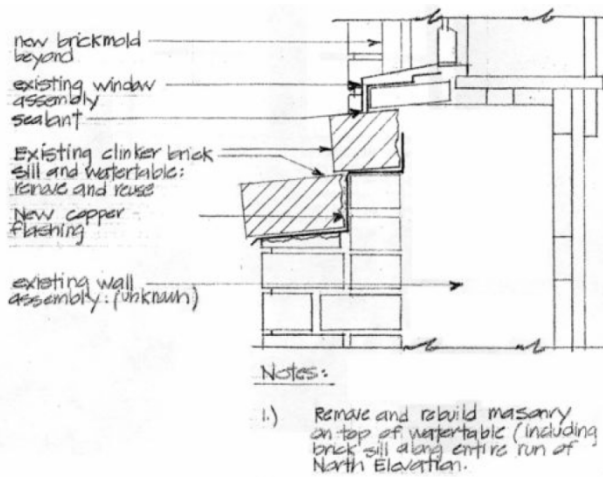 new brickmold
beyond
existing window
assembly
sealant
Existing clinker brick
sill and watertable:
remove and reuse
New copper
flashing
existing wall
assembly. (unknown)
Notes:
1.) Remove and rebuild masonry
on top of watertable (including
brick sill along entire run of
North Elevation.